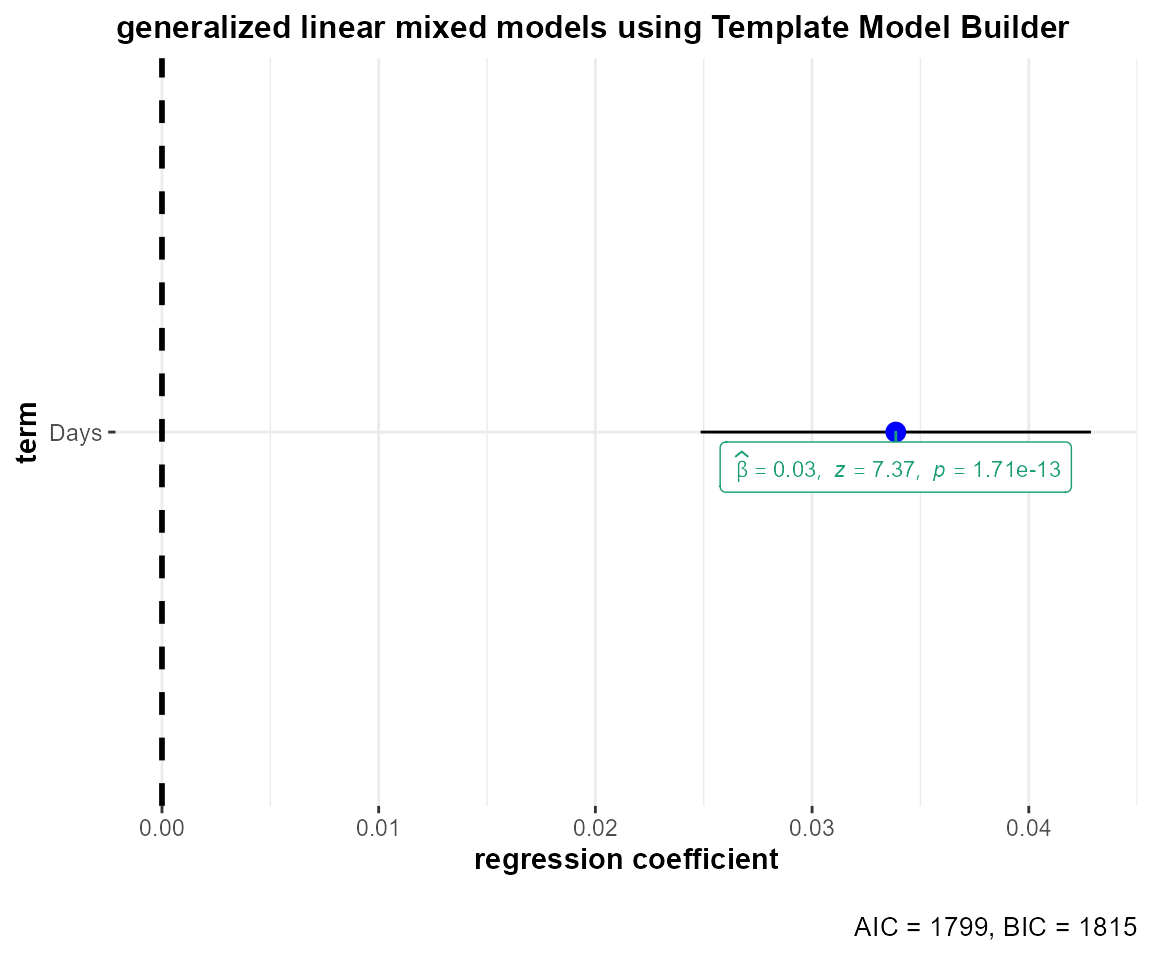 generalized linear mixed models using Template Model Builder
term
Days
β̂ = 0.03, z = 7.37, p = 1.71e-13
0.00 0.01 0.02 0.03 0.04
regression coefficient
AIC = 1799, BIC = 1815